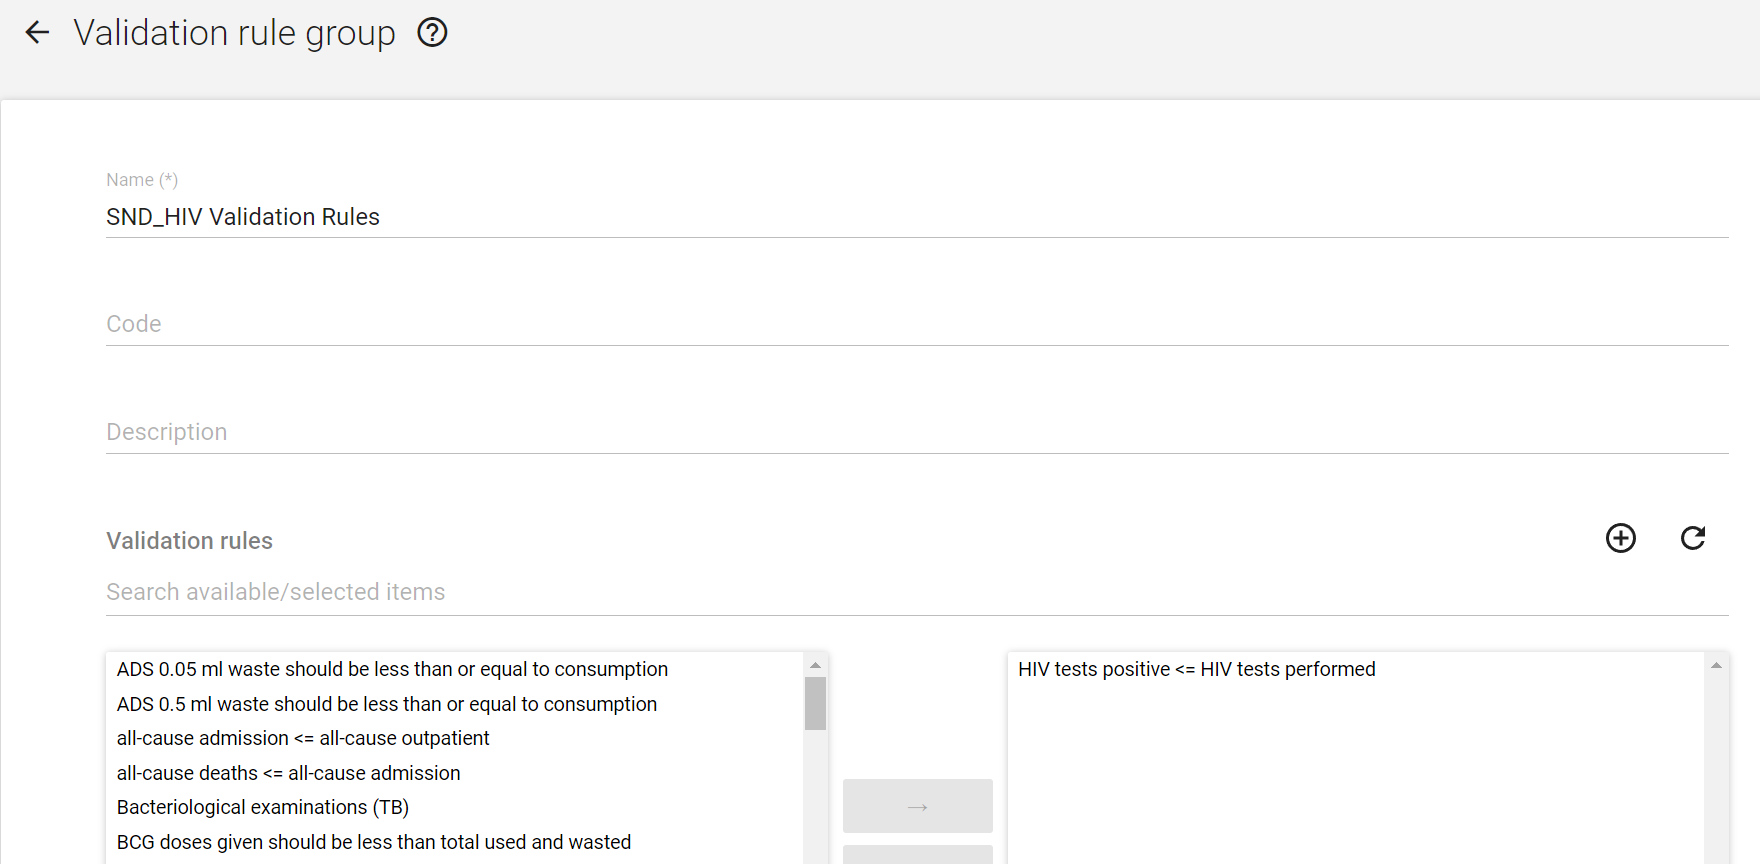 Validation rule group
Name (*)
SND_HIV Validation Rules
Code
Description
Validation rules
Search available/selected items
ADS 0.05 ml waste should be less than or equal to consumption
ADS 0.5 ml waste should be less than or equal to consumption
all-cause admission <= all-cause outpatient
all-cause deaths <= all-cause admission
Bacteriological examinations (TB)
BCG doses given should be less than total used and wasted
→
HIV tests positive <= HIV tests performed